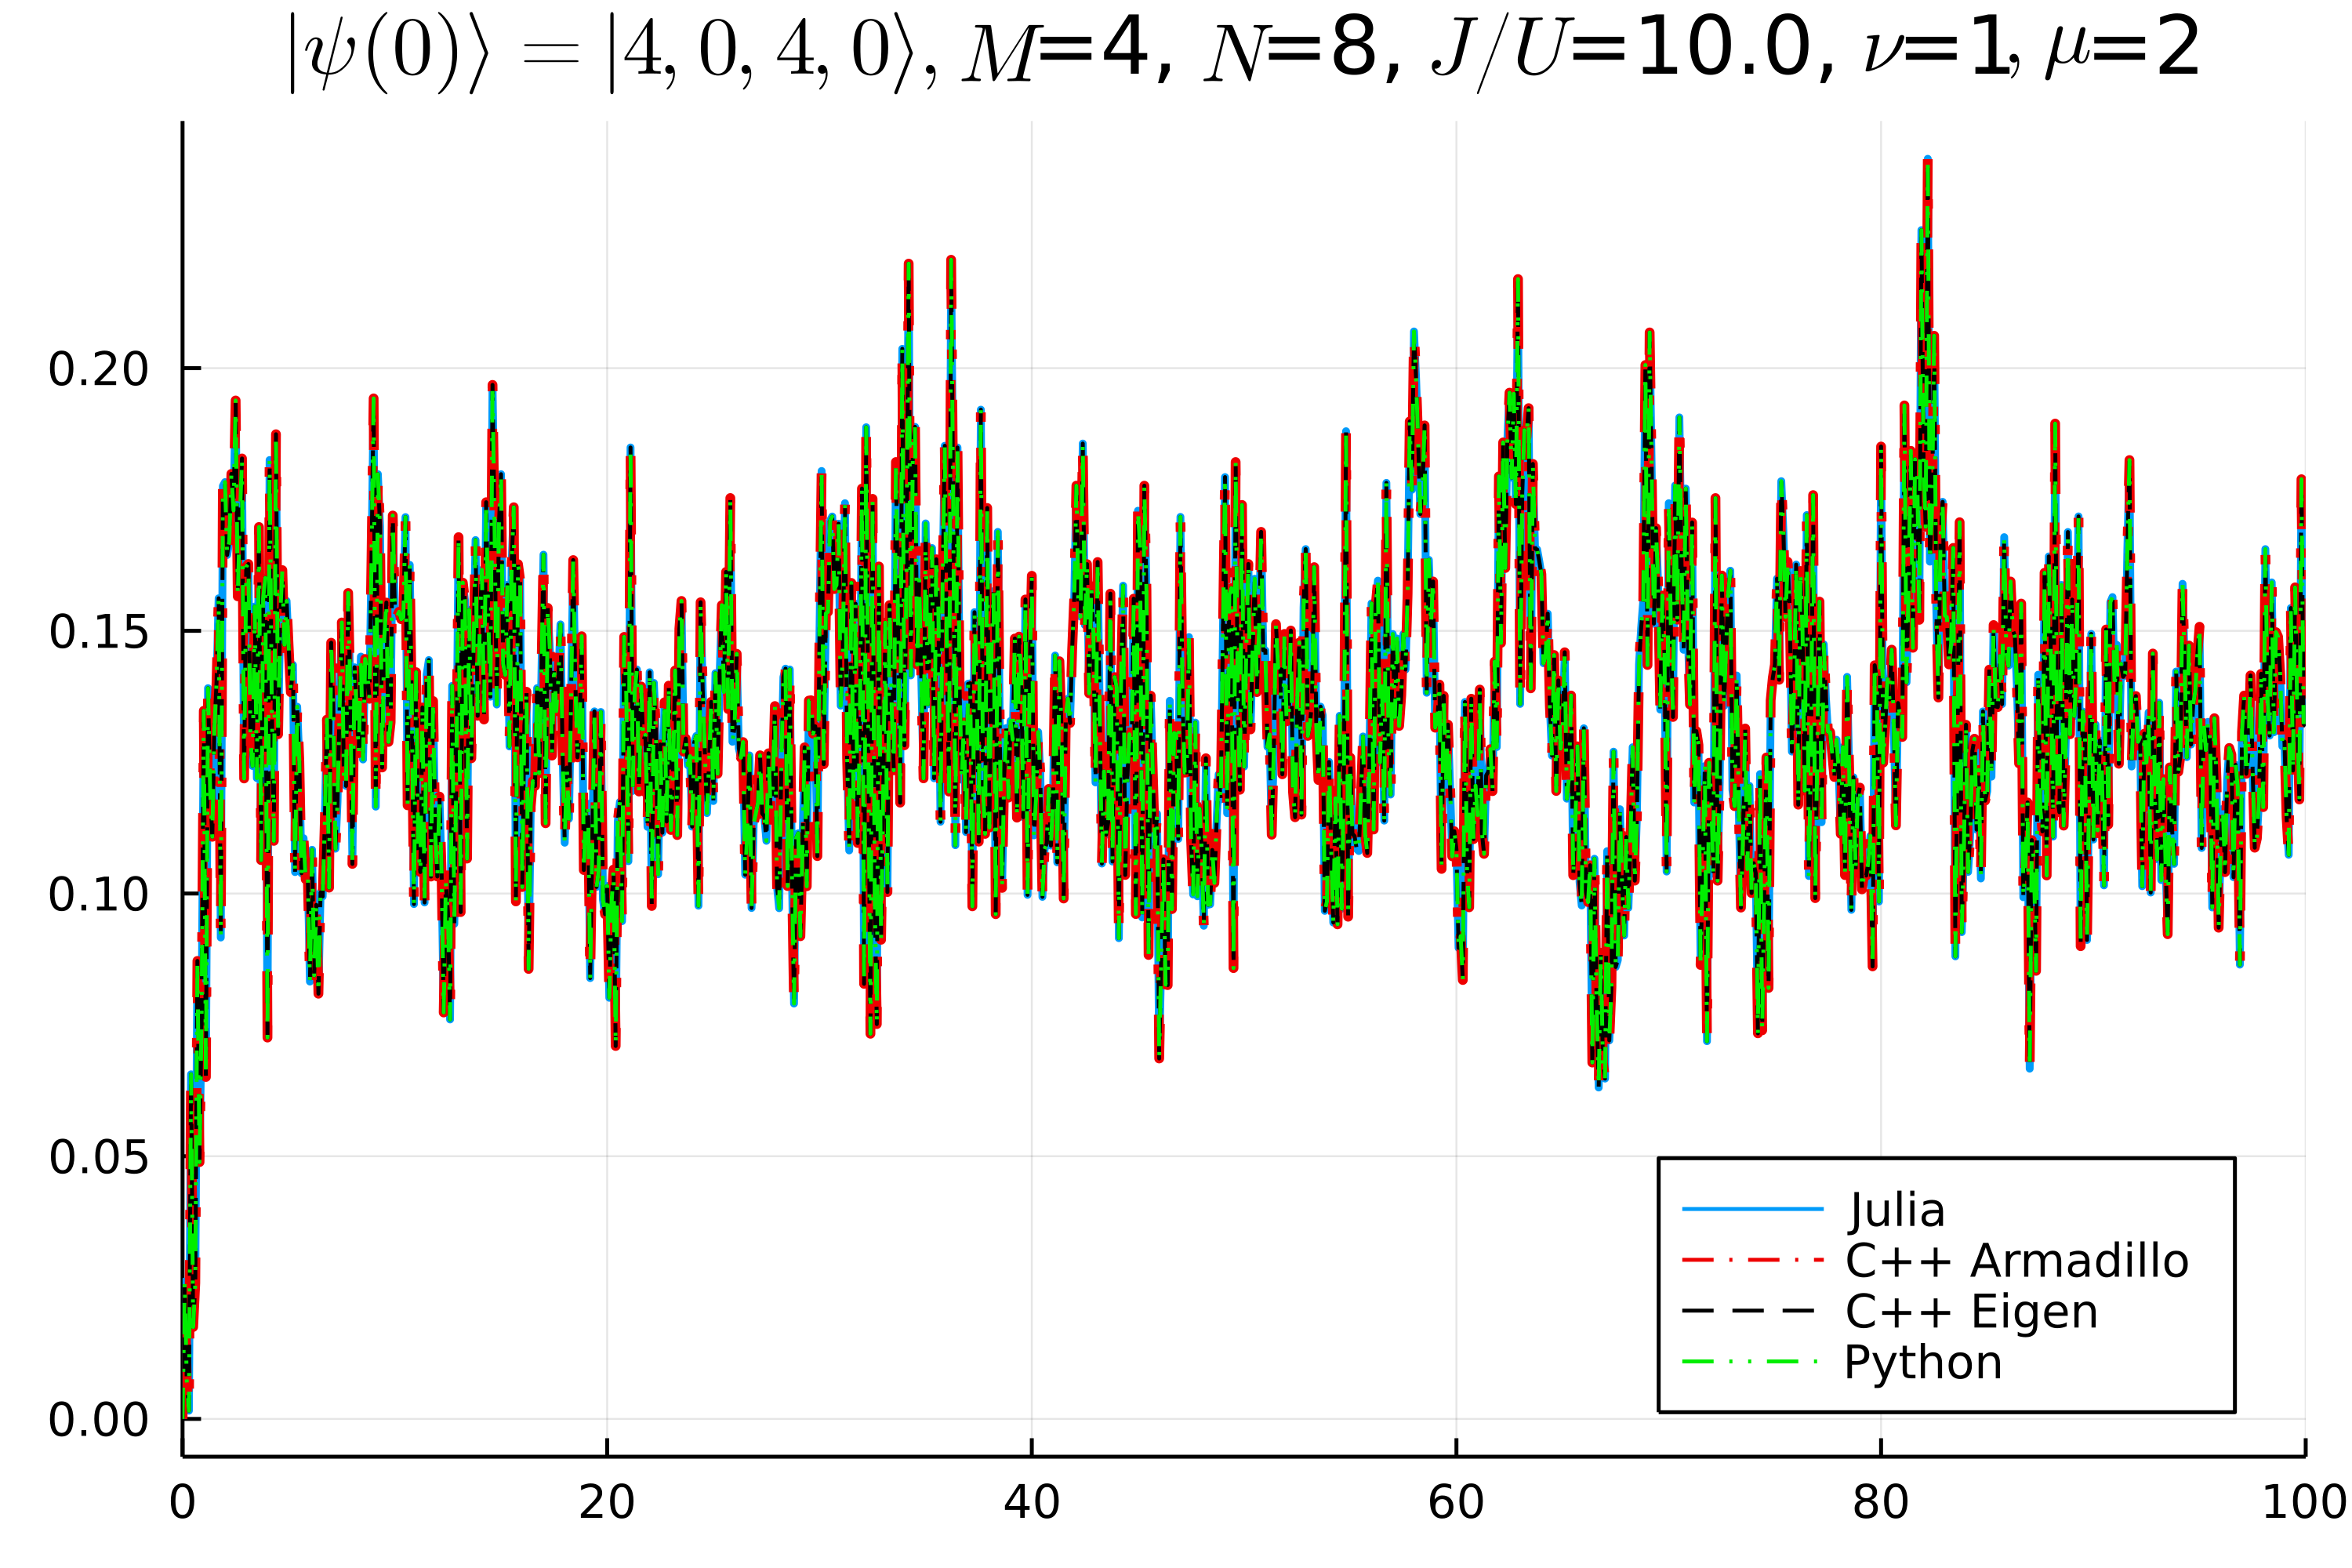 |ψ(0)⟩ = |4, 0, 4, 0⟩, M=4, N=8, J/U=10.0, ν=1, μ=2
0.20
0.15
0.10
0.05
0.00
Julia
C++ Armadillo
C++ Eigen
Python
0 20 40 60 80 100